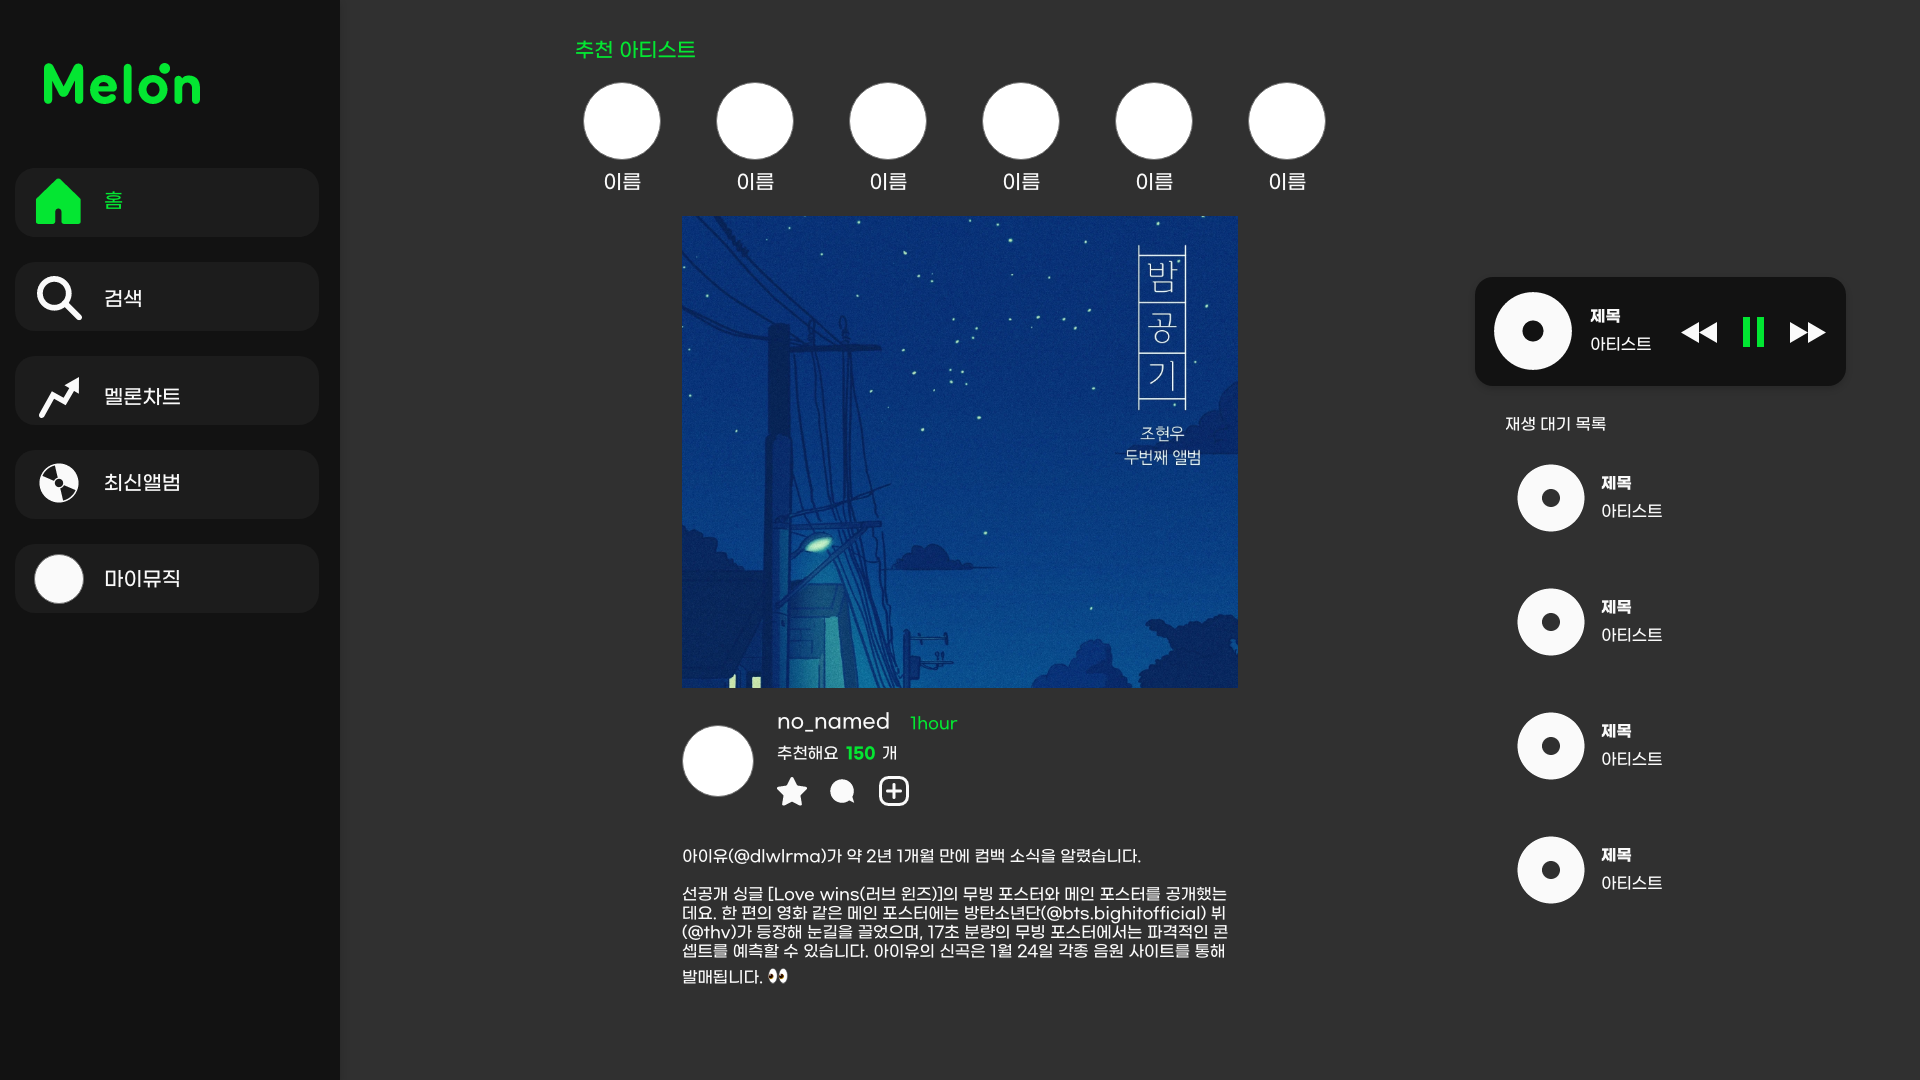 Melon
홈
검색
멜론차트
최신앨범
마이뮤직
추천 아티스트
이름
이름
이름
이름
이름
이름
밤
공
기
조현우
두번째 앨범
no_named
1hour
추천해요 150 개
아이유(@dlwlrma)가 약 2년 1개월 만에 컴백 소식을 알렸습니다.
선공개 싱글 [Love wins(러브 윈즈)]의 무빙 포스터와 메인 포스터를 공개했는
데요. 한 편의 영화 같은 메인 포스터에는 방탄소년단(@bts.bighitofficial) 뷔
(@thv)가 등장해 눈길을 끌었으며, 17초 분량의 무빙 포스터에서는 파격적인 콘
셉트를 예측할 수 있습니다. 아이유의 신곡은 1월 24일 각종 음원 사이트를 통해
발매됩니다. 👀
제목
아티스트
재생 대기 목록
제목
아티스트
제목
아티스트
제목
아티스트
제목
아티스트